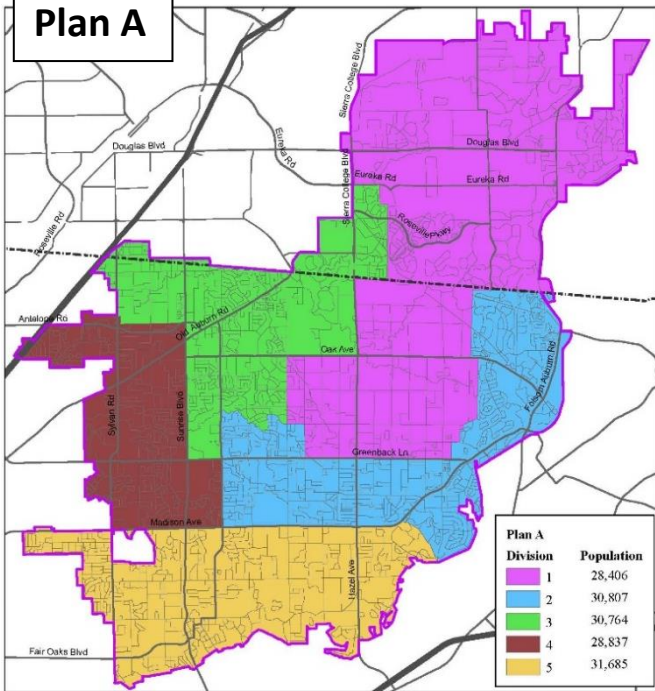 Plan A
Sierra College Blvd
Douglas Blvd
Douglas Blvd
Eureka Rd
Sierra College Blvd
Eureka Rd
Eureka Rd
Roseville Rd
Roseville Pkwy
Antelope Rd
Old Auburn Rd
Oak Ave
Folsom Auburn Rd
Sylvan Rd
Sunrise Blvd
Greenback Ln
Madison Ave
Hazel Ave
Fair Oaks Blvd
Plan A
Division Population
1 28,406
2 30,807
3 30,764
4 28,837
5 31,685